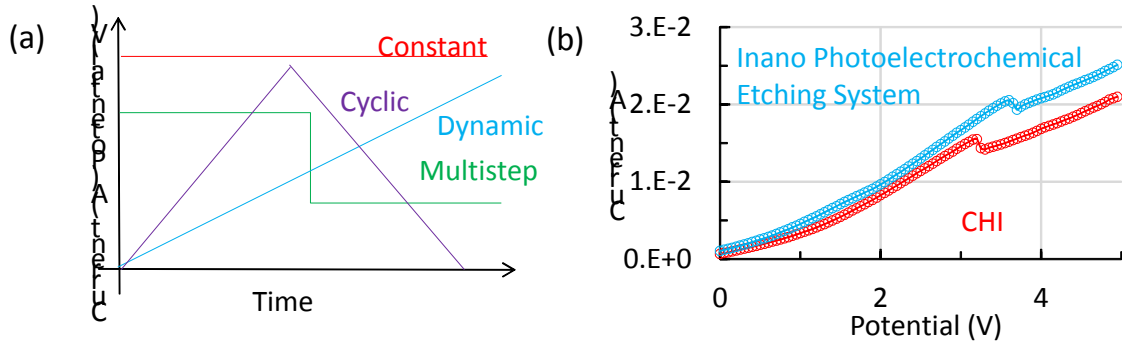 (a)
Current(A) (Potential(V)
Constant
Cyclic
Dynamic
Multistep
Time
(b)
Current(A)
3.E-2
2.E-2
1.E-2
0.E+0
Inano Photoelectrochemical
Etching System
CHI
0
2
4
Potential (V)